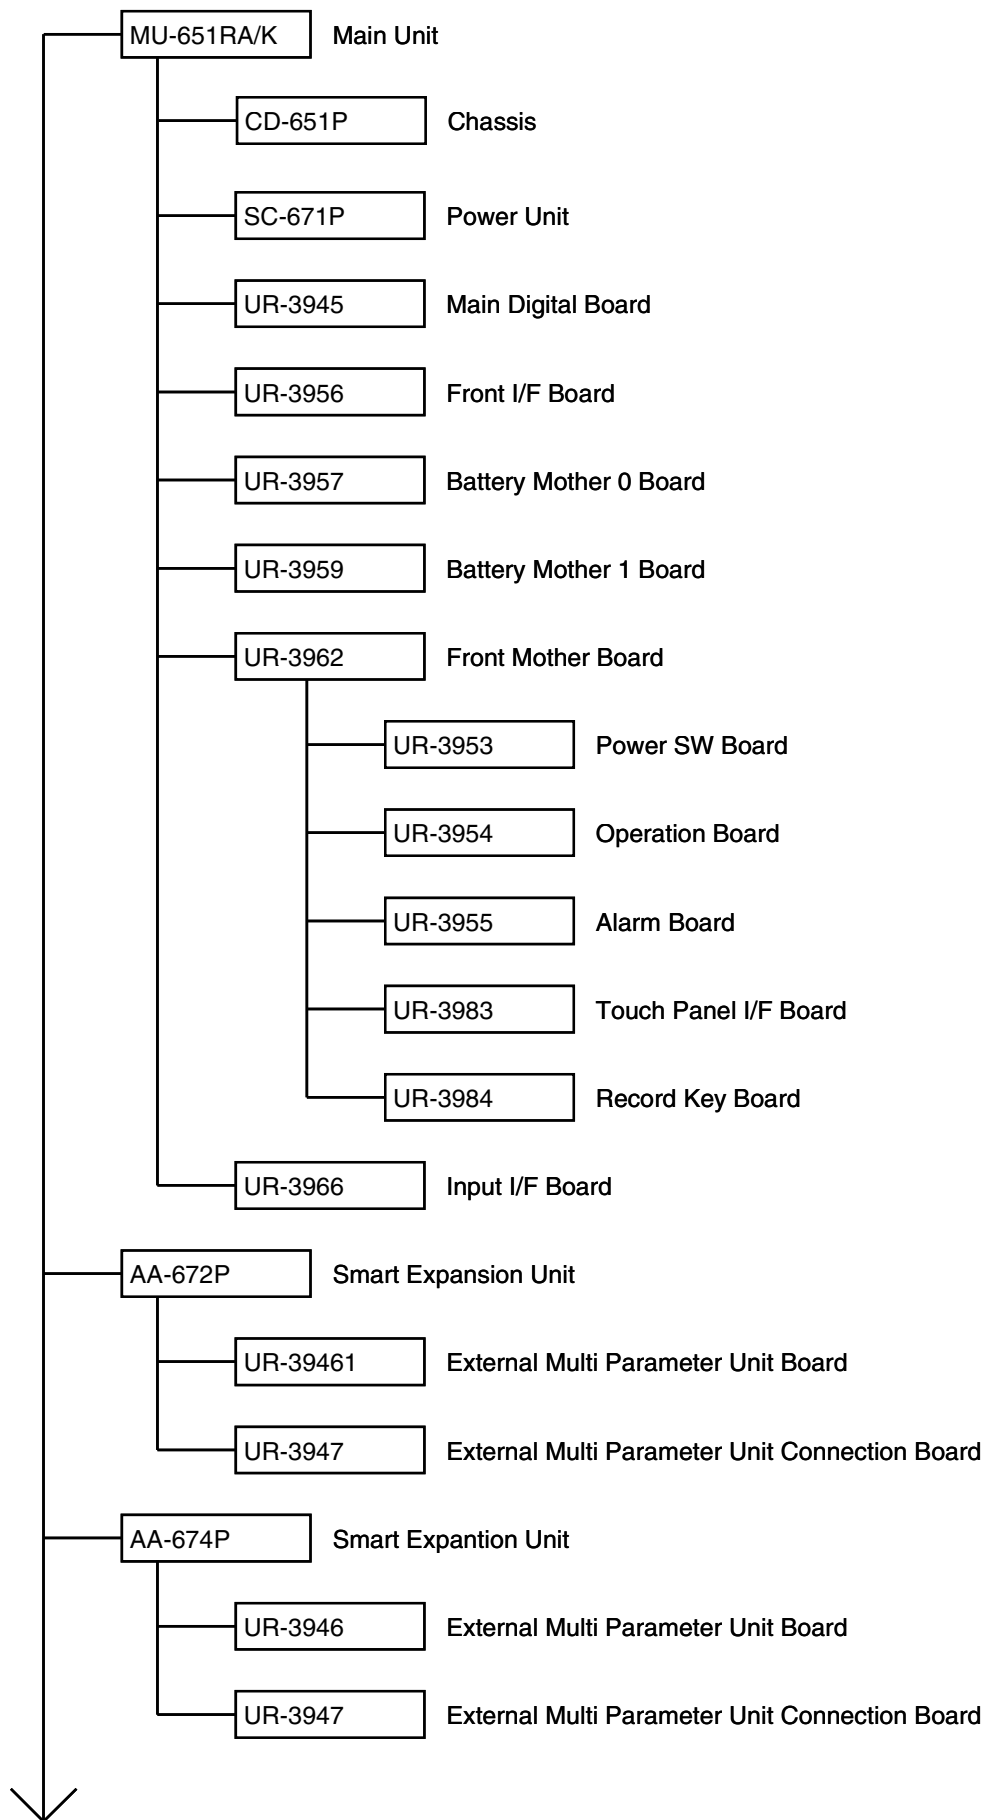 MU-651RA/K Main Unit
CD-651P Chassis
SC-671P Power Unit
UR-3945 Main Digital Board
UR-3956 Front I/F Board
UR-3957 Battery Mother 0 Board
UR-3959 Battery Mother 1 Board
UR-3962 Front Mother Board
UR-3953 Power SW Board
UR-3954 Operation Board
UR-3955 Alarm Board
UR-3983 Touch Panel I/F Board
UR-3984 Record Key Board
UR-3966 Input I/F Board
AA-672P Smart Expansion Unit
UR-39461 External Multi Parameter Unit Board
UR-3947 External Multi Parameter Unit Connection Board
AA-674P Smart Expantion Unit
UR-3946 External Multi Parameter Unit Board
UR-3947 External Multi Parameter Unit Connection Board